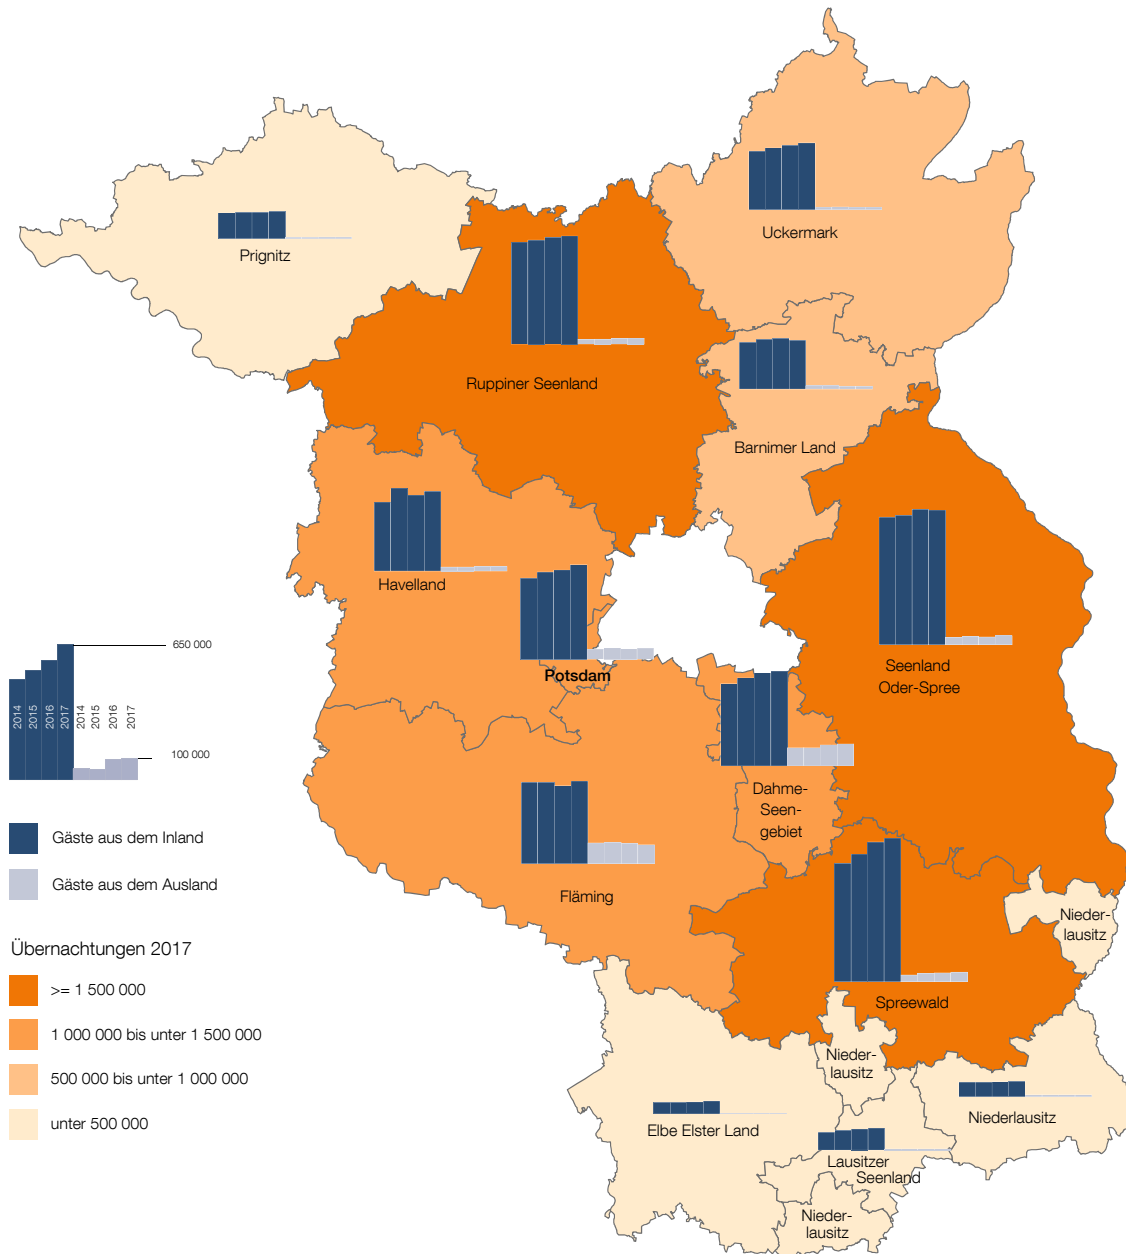 Uckermark
Prignitz
Ruppiner Seenland
Barnimer Land
Havelland
650 000
Seenland
Oder-Spree
Potsdam
2014
2015
2016
2017
2014
2015
2016
2017
100 000
Dahme-
Seen-
gebiet
Gäste aus dem Inland
Gäste aus dem Ausland
Fläming
Nieder-
lausitz
Übernachtungen 2017
>= 1 500 000
Spreewald
1 000 000 bis unter 1 500 000
Nieder-
lausitz
500 000 bis unter 1 000 000
Niederlausitz
unter 500 000
Elbe Elster Land
Lausitzer
Seenland
Nieder-
lausitz